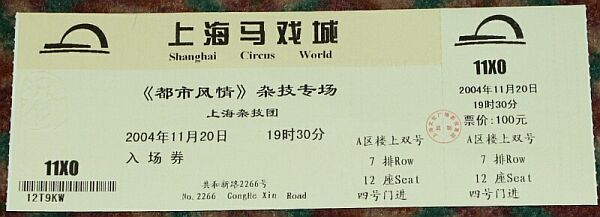 上海马戏城
Shanghai Circus World
《都市风情》杂技专场
上海杂技团
2004年11月20日 19时30分
入场券
11X0
12T9KW
共和新路2266号
No.2266 GongHe Xin Road
A区楼上双号
7 排Row
12 座Seat
四号门进
11X0
2004年11月20日
19时30分
票价:100元
A区楼上双号
7 排Row
12 座Seat
四号门进